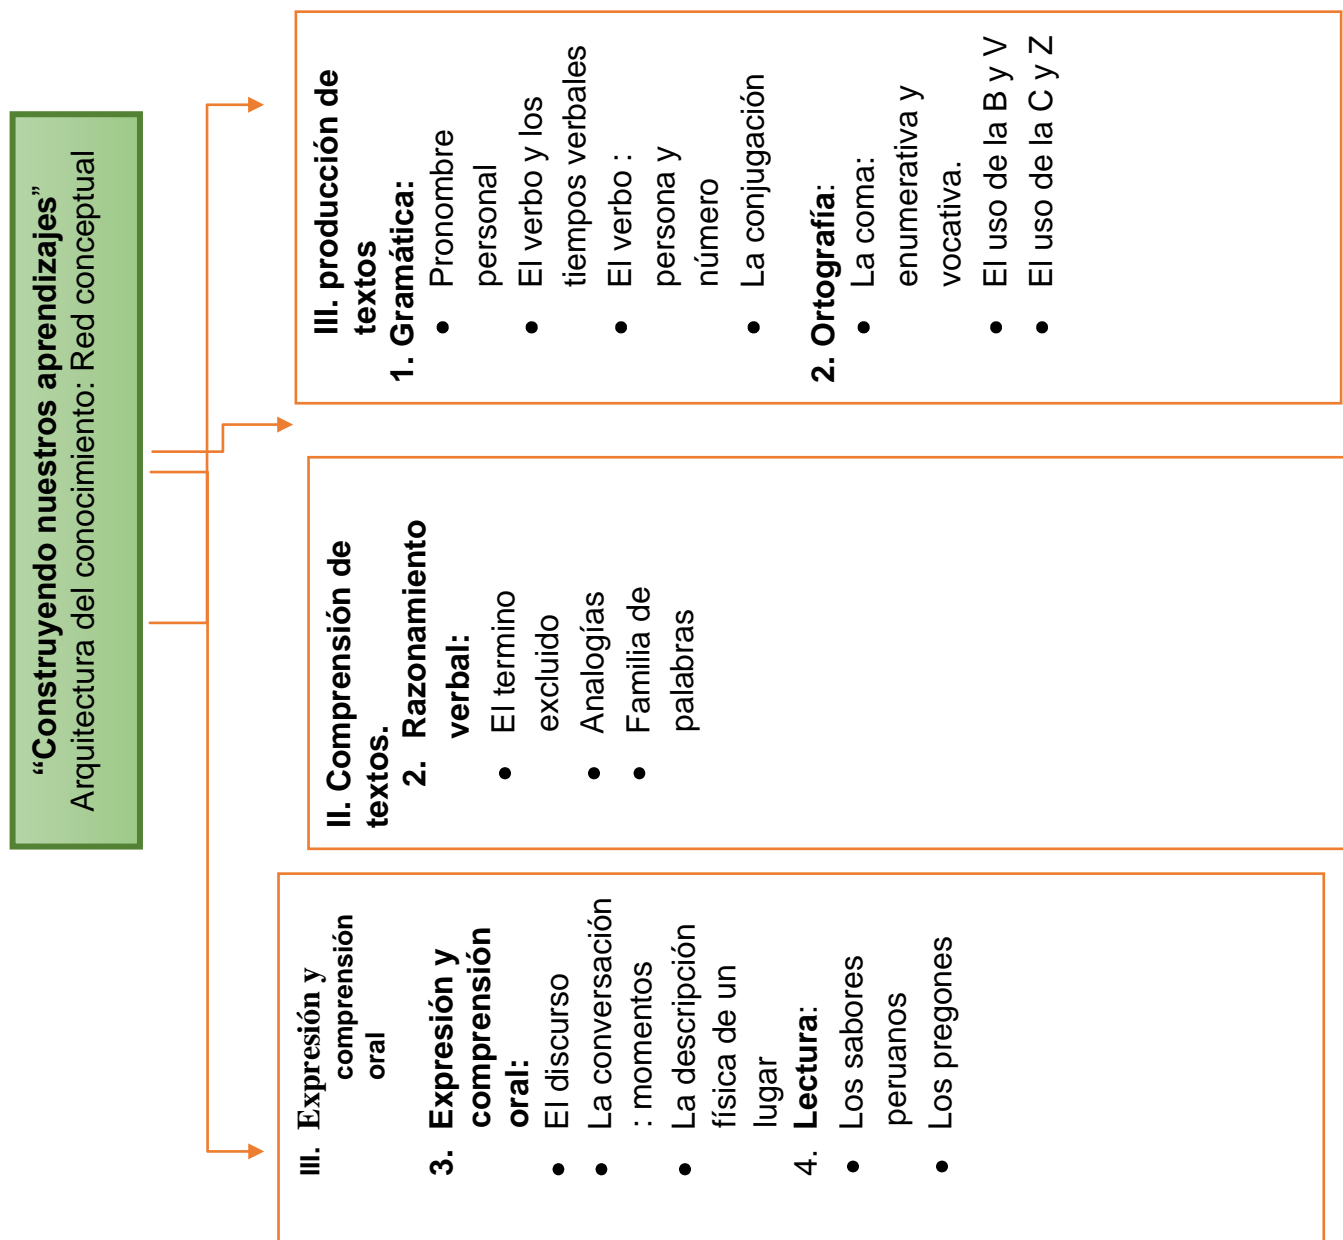 “Construyendo nuestros aprendizajes”
Arquitectura del conocimiento: Red conceptual
III. Expresión y
comprensión
oral
3. Expresión y
comprensión
oral:
• El discurso
• La conversación
: momentos
• La descripción
física de un
lugar
4. Lectura:
• Los sabores
peruanos
• Los pregones
II. Comprensión de
textos.
2. Razonamiento
verbal:
• El termino
excluido
• Analogías
• Familia de
palabras
III. producción de
textos
1. Gramática:
• Pronombre
personal
• El verbo y los
tiempos verbales
• El verbo :
persona y
número
• La conjugación
2. Ortografía:
• La coma:
enumerativa y
vocativa.
• El uso de la B y V
• El uso de la C y Z